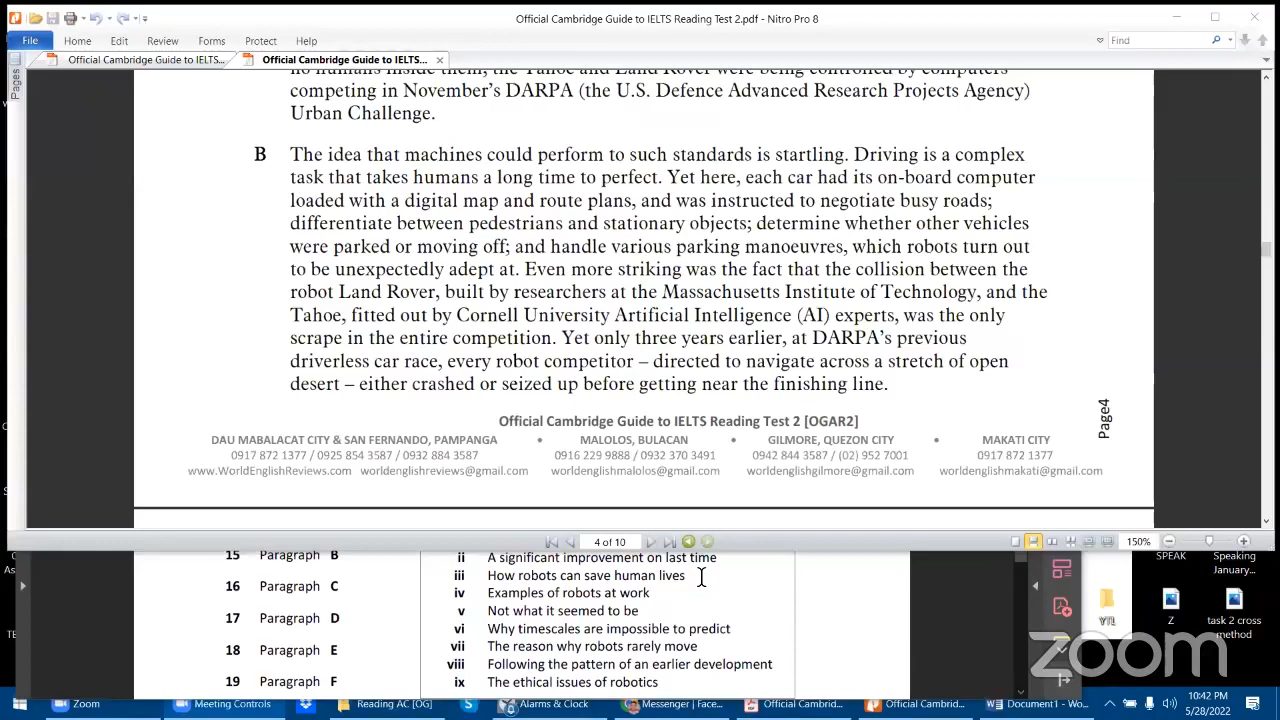 Official Cambridge Guide to IELTS Reading Test 2.pdf - Nitro Pro 8
File Home Edit Review Forms Protect Help Find
Official Cambridge Guide to IELTS... Official Cambridge Guide to IELTS...
Pages
no humans inside them, the Tahoe and Land Rover were being controlled by computers
competing in November's DARPA (the U.S. Defence Advanced Research Projects Agency)
Urban Challenge.
B The idea that machines could perform to such standards is startling. Driving is a complex
task that takes humans a long time to perfect. Yet here, each car had its on-board computer
loaded with a digital map and route plans, and was instructed to negotiate busy roads;
differentiate between pedestrians and stationary objects; determine whether other vehicles
were parked or moving off; and handle various parking manoeuvres, which robots turn out
to be unexpectedly adept at. Even more striking was the fact that the collision between the
robot Land Rover, built by researchers at the Massachusetts Institute of Technology, and the
Tahoe, fitted out by Cornell University Artificial Intelligence (AI) experts, was the only
scrape in the entire competition. Yet only three years earlier, at DARPA's previous
driverless car race, every robot competitor – directed to navigate across a stretch of open
desert – either crashed or seized up before getting near the finishing line.
Page4
Official Cambridge Guide to IELTS Reading Test 2 [OGAR2]
DAU MABALACAT CITY & SAN FERNANDO, PAMPANGA • MALOLOS, BULACAN • GILMORE, QUEZON CITY • MAKATI CITY
0917 872 1377 / 0925 854 3587 / 0932 884 3587 0916 229 9888 / 0932 370 3491 0942 844 3587 / (02) 952 7001 0917 872 1377
www.WorldEnglishReviews.com worldenglishreviews@gmail.com worldenglishmalolos@gmail.com worldenglishgilmore@gmail.com worldenglishmakati@gmail.com
4 of 10 150%
15 Paragraph B
16 Paragraph C
17 Paragraph D
18 Paragraph E
19 Paragraph F
ii A significant improvement on last time
iii How robots can save human lives
iv Examples of robots at work
v Not what it seemed to be
vi Why timescales are impossible to predict
vii The reason why robots rarely move
viii Following the pattern of an earlier development
ix The ethical issues of robotics
SPEAK
Speaking
January...
YTL
Z
task 2 cross
method
zoom
Zoom Meeting Controls Reading AC [OG] Alarms & Clock Messenger | Face... Official Cambrid... Official Cambrid... Document1 - Wo...
10:42 PM
5/28/2022